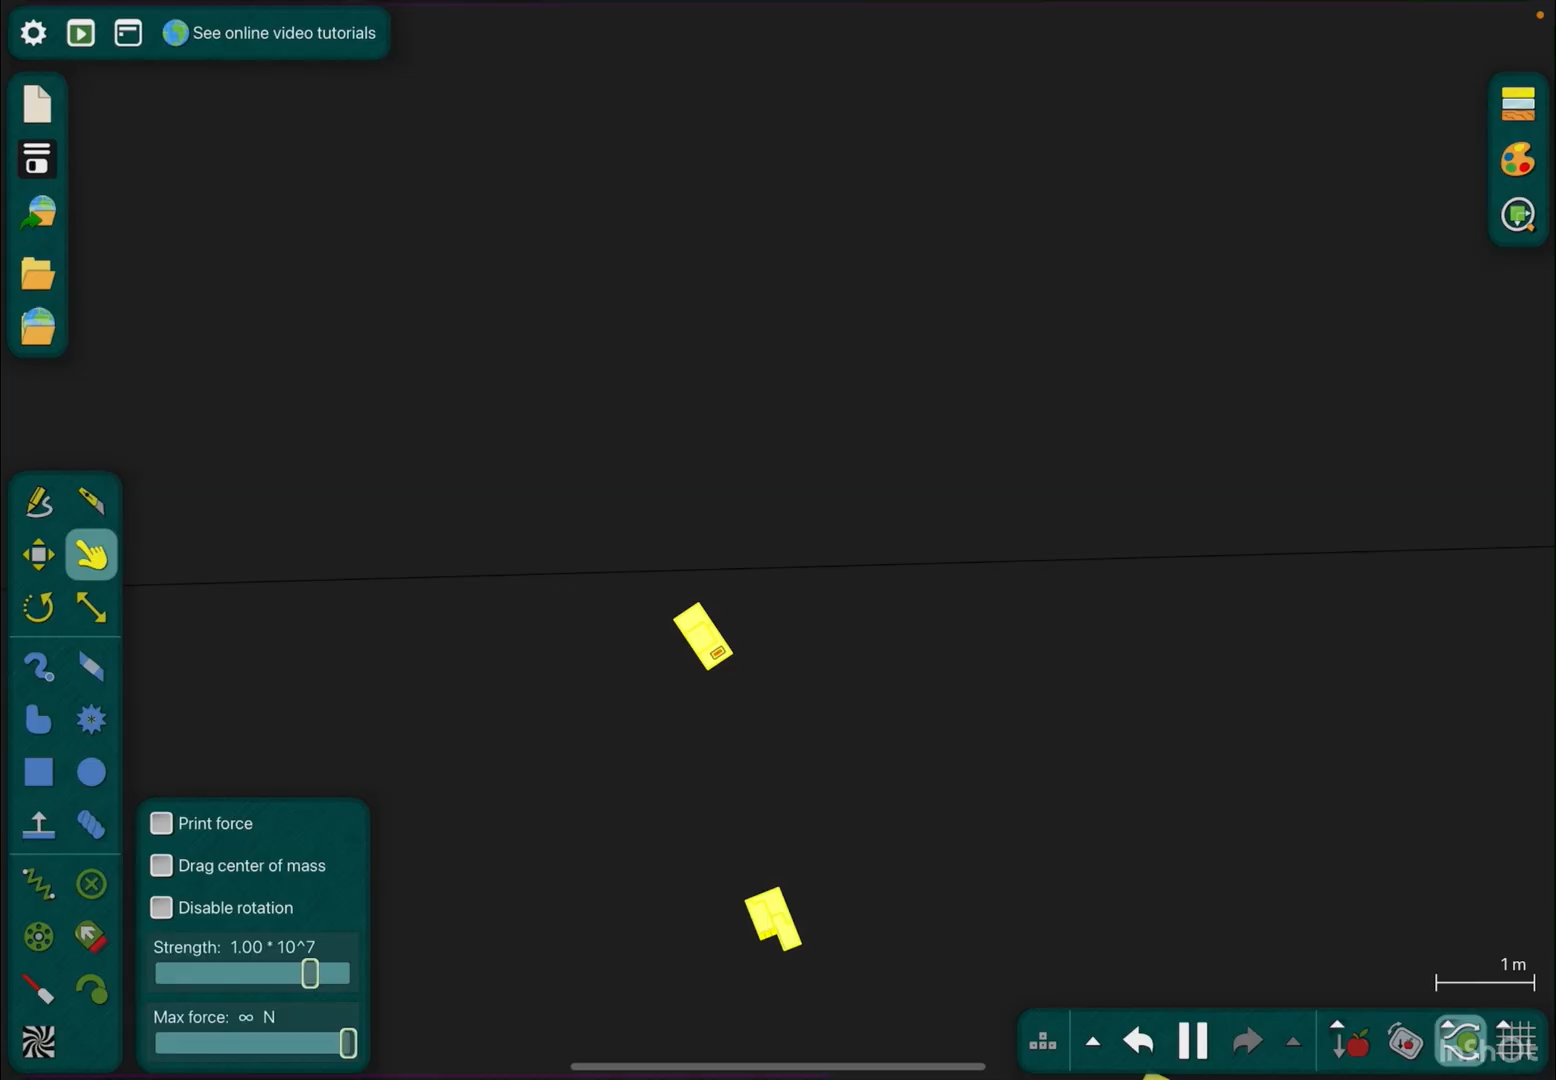 See online video tutorials
Print force
Drag center of mass
Disable rotation
Strength: 1.00 * 10^7
Max force: ∞ N
1 m
InShOt